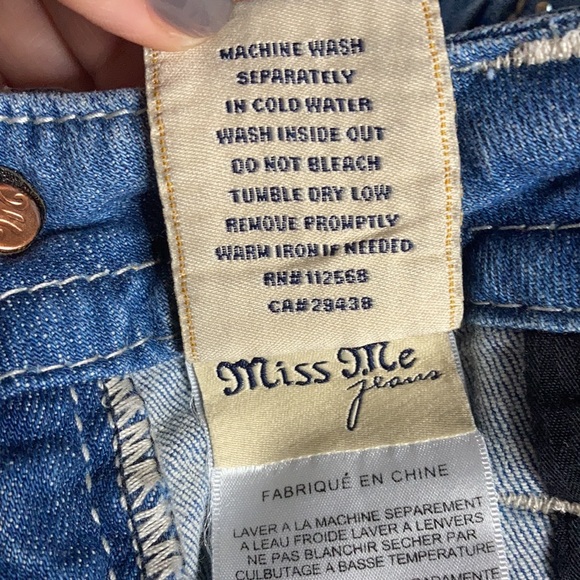 MACHINE WASH
SEPARATELY
IN COLD WATER
WASH INSIDE OUT
DO NOT BLEACH
TUMBLE DRY LOW
REMOVE PROMPTLY
WARM IRON IF NEEDED
RN#112568
CA#29438
Miss Me
jeans
FABRIQUÉ EN CHINE
LAVER A LA MACHINE SEPAREMENT
A LEAU FROIDE LAVER A LENVERS
NE PAS BLANCHIR SECHER PAR
CULBUTAGE A BASSE TEMPERATURE